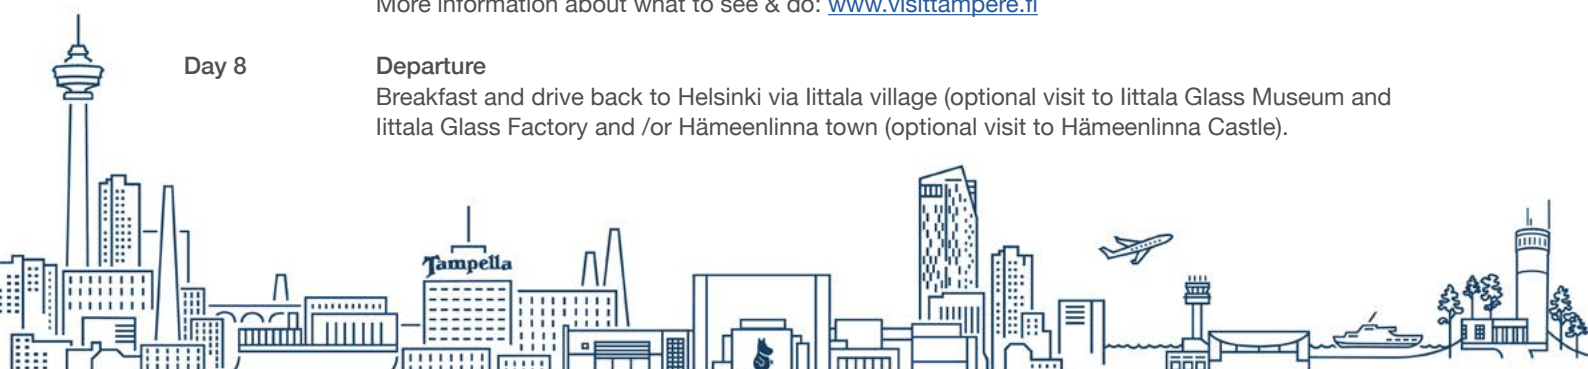 More information about what to see & do: www.visittampere.fi
Day 8
Departure
Breakfast and drive back to Helsinki via Iittala village (optional visit to Iittala Glass Museum and
Iittala Glass Factory and /or Hämeenlinna town (optional visit to Hämeenlinna Castle).
Tampella